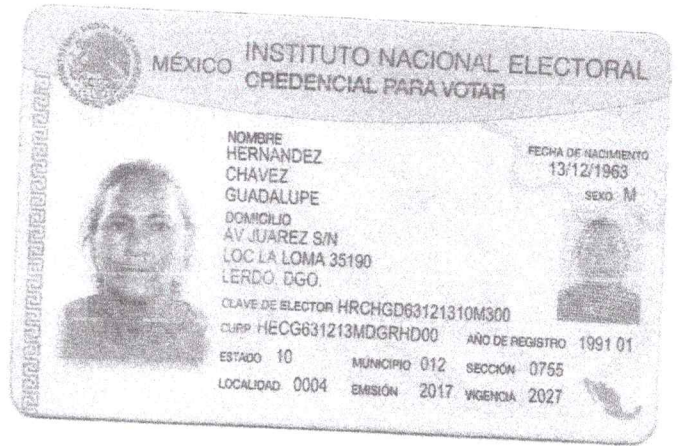 MÉXICO INSTITUTO NACIONAL ELECTORAL
CREDENCIAL PARA VOTAR
NOMBRE
HERNANDEZ
CHAVEZ
GUADALUPE
FECHA DE NACIMIENTO
13/12/1963
SEXO M
DOMICILIO
AV JUAREZ S/N
LOC LA LOMA 35190
LERDO, DGO.
CLAVE DE ELECTOR HRCHGD63121310M300
CURP HECG631213MDGRHD00 AÑO DE REGISTRO 1991 01
ESTADO 10 MUNICIPIO 012 SECCIÓN 0755
LOCALIDAD 0004 EMISIÓN 2017 VIGENCIA 2027